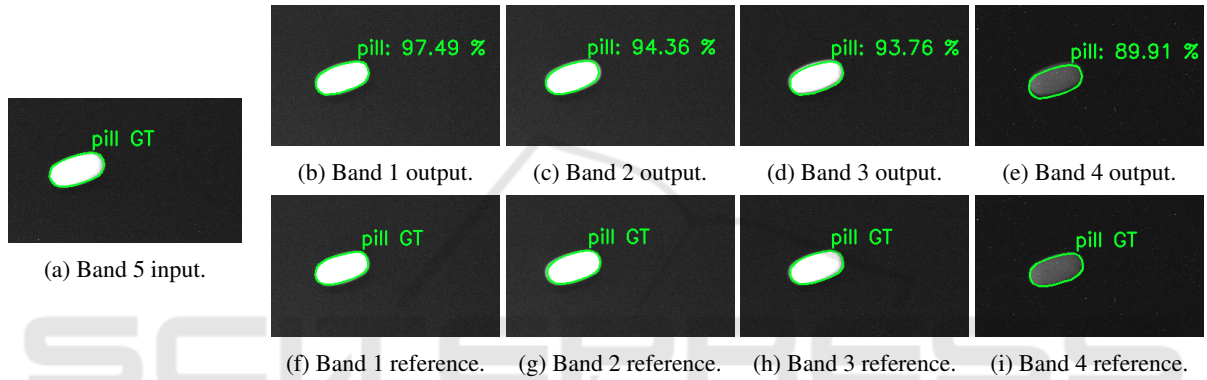 pill GT
(a) Band 5 input.
pill: 97.49 %
pill: 94.36 %
pill: 93.76 %
pill: 89.91 %
(b) Band 1 output.
(c) Band 2 output.
(d) Band 3 output.
(e) Band 4 output.
pill GT
pill GT
pill GT
pill GT
(f) Band 1 reference.
(g) Band 2 reference.
(h) Band 3 reference.
(i) Band 4 reference.
SCITEPRESS